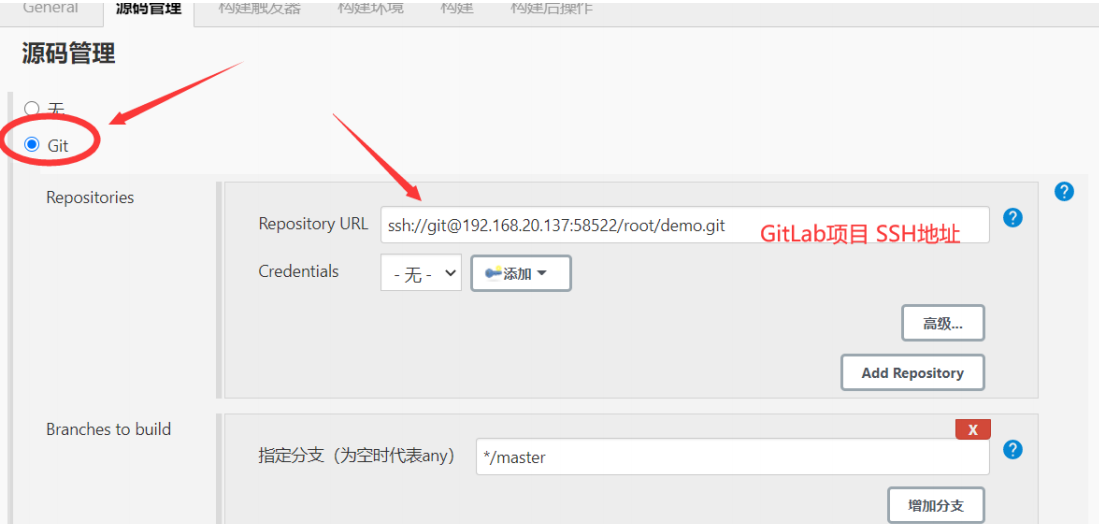 General 源码管理 构建触发器 构建环境 构建 构建后操作
源码管理
无
Git
Repositories
Repository URL ssh://git@192.168.20.137:58522/root/demo.git GitLab项目 SSH地址
Credentials - 无 - 添加
高级...
Add Repository
Branches to build
X
指定分支（为空时代表any） */master
增加分支